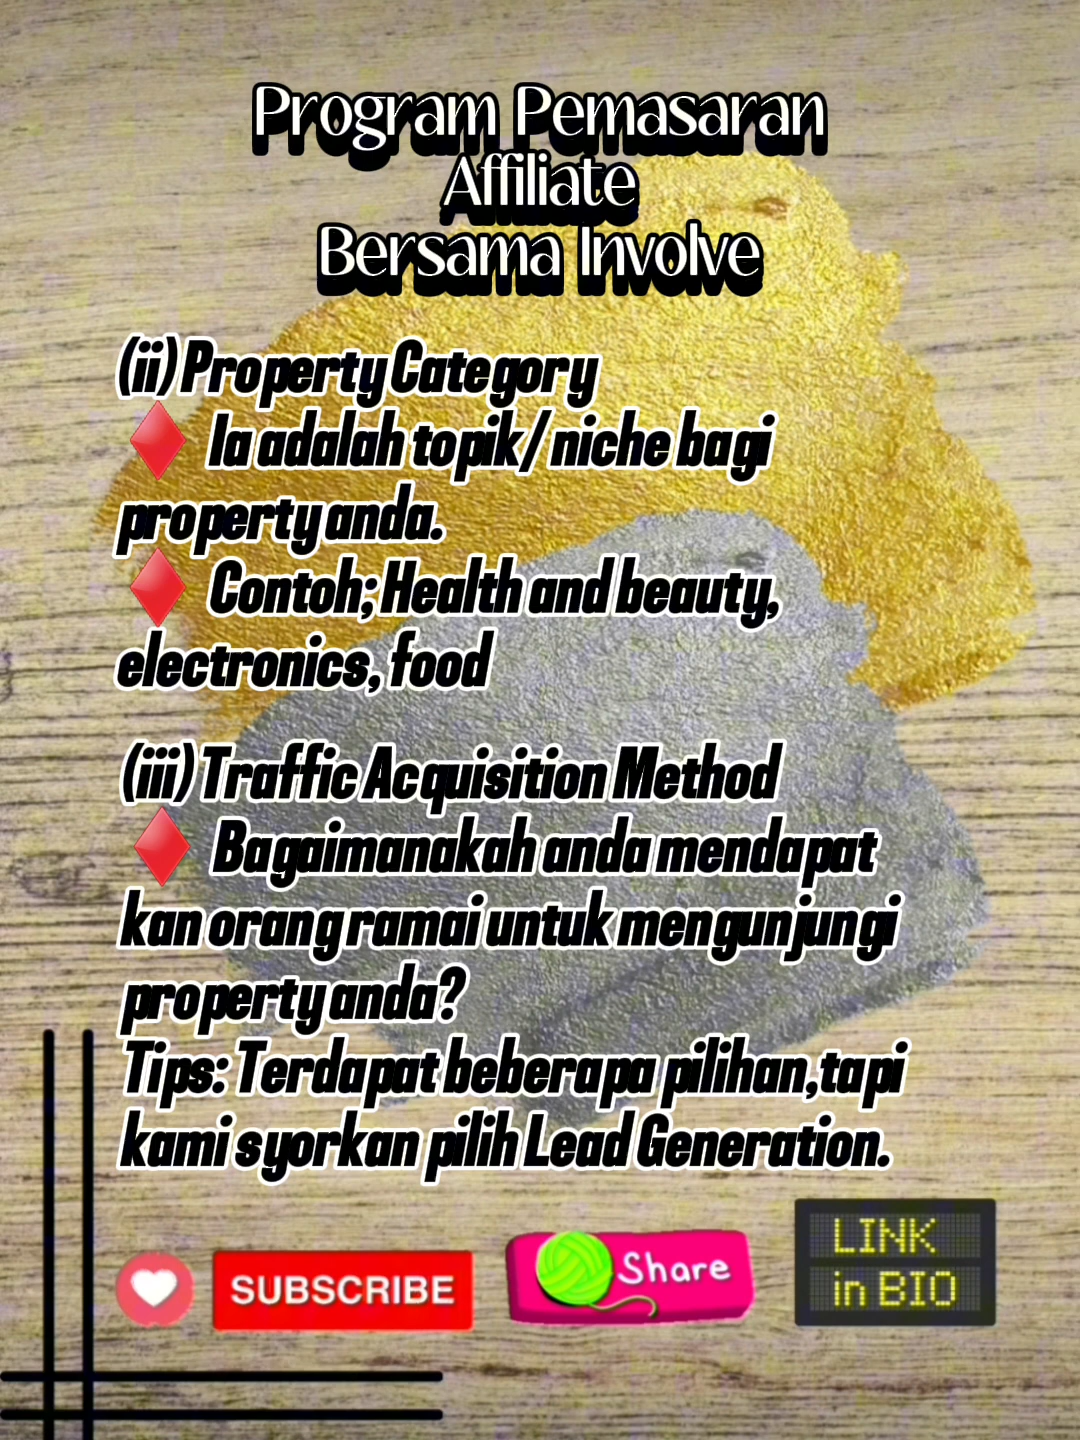 Program Pemasaran
Affiliate
Bersama Involve
(ii) Property Category
♦️ Ia adalah topik/ niche bagi
property anda.
♦️ Contoh; Health and beauty,
electronics, food
(iii) Traffic Acquisition Method
♦️ Bagaimanakah anda mendapat
kan orang ramai untuk mengunjungi
property anda?
Tips: Terdapat beberapa pilihan,tapi
kami syorkan pilih Lead Generation.
SUBSCRIBE
Share
LINK
in BIO